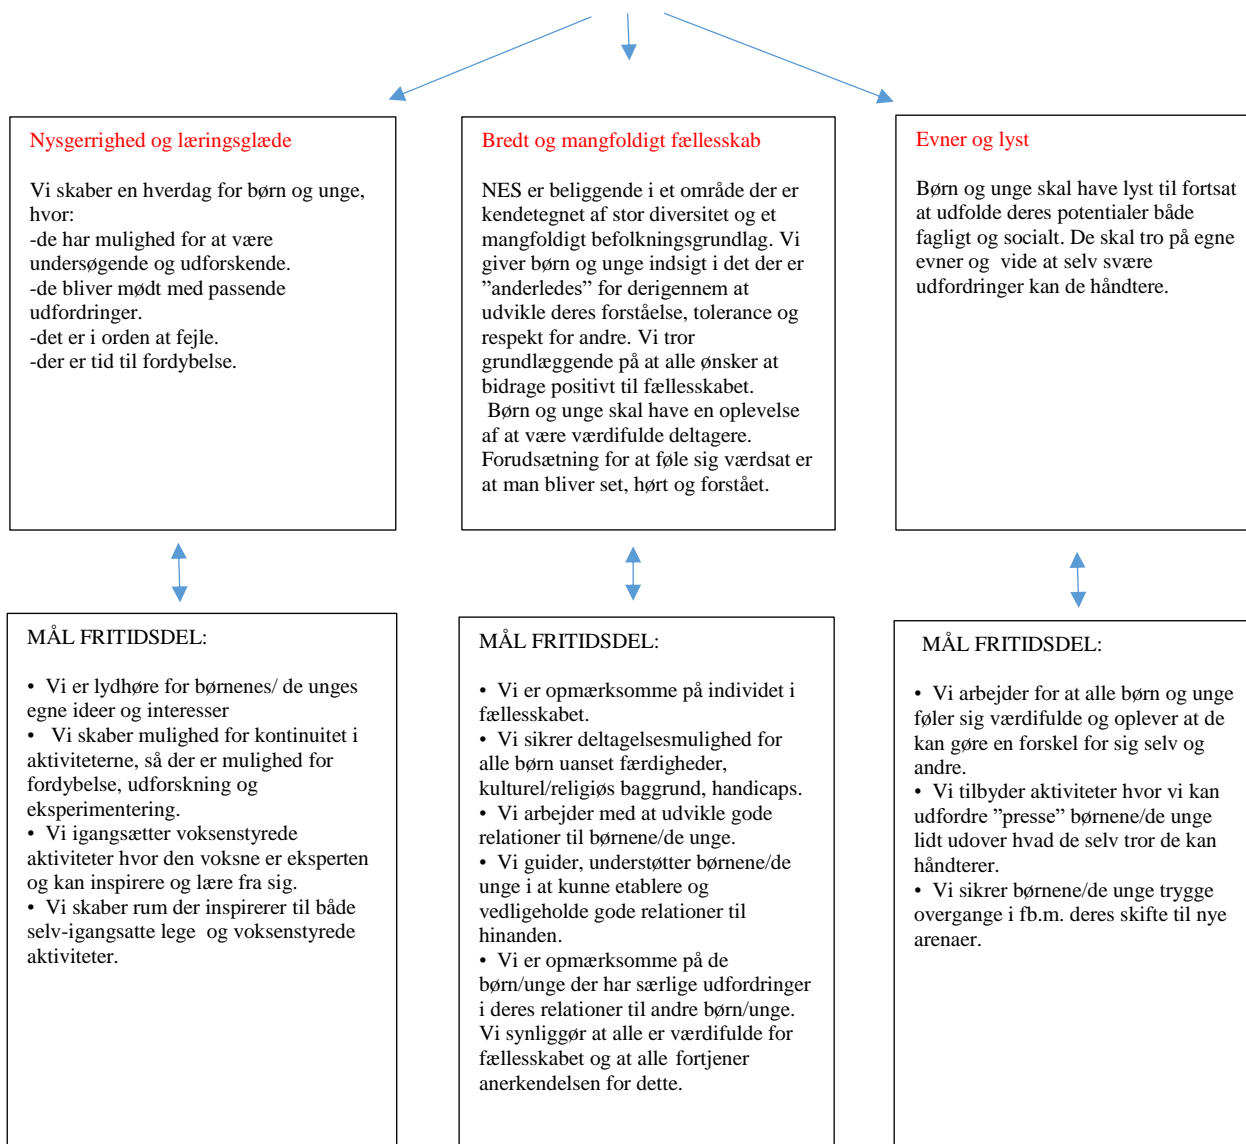 Nysgerrighed og læringsglæde
Vi skaber en hverdag for børn og unge,
hvor:
-de har mulighed for at være
undersøgende og udforskende.
-de bliver mødt med passende
udfordringer.
-det er i orden at fejle.
-der er tid til fordybelse.
Bredt og mangfoldigt fællesskab
NES er beliggende i et område der er
kendetegnet af stor diversitet og et
mangfoldigt befolkningsgrundlag. Vi
giver børn og unge indsigt i det der er
”anderledes” for derigennem at
udvikle deres forståelse, tolerance og
respekt for andre. Vi tror
grundlæggende på at alle ønsker at
bidrage positivt til fællesskabet.
Børn og unge skal have en oplevelse
af at være værdifulde deltagere.
Forudsætning for at føle sig værdsat er
at man bliver set, hørt og forstået.
Evner og lyst
Børn og unge skal have lyst til fortsat
at udfolde deres potentialer både
fagligt og socialt. De skal tro på egne
evner og  vide at selv svære
udfordringer kan de håndtere.
MÅL FRITIDSDEL:
• Vi er lydhøre for børnenes/ de unges
egne ideer og interesser
•  Vi skaber mulighed for kontinuitet i
aktiviteterne, så der er mulighed for
fordybelse, udforskning og
eksperimentering.
• Vi igangsætter voksenstyrede
aktiviteter hvor den voksne er eksperten
og kan inspirere og lære fra sig.
• Vi skaber rum der inspirerer til både
selv-igangsatte lege  og voksenstyrede
aktiviteter.
MÅL FRITIDSDEL:
• Vi er opmærksomme på individet i
fællesskabet.
• Vi sikrer deltagelsesmulighed for
alle børn uanset færdigheder,
kulturel/religiøs baggrund, handicaps.
• Vi arbejder med at udvikle gode
relationer til børnene/de unge.
• Vi guider, understøtter børnene/de
unge i at kunne etablere og
vedligeholde gode relationer til
hinanden.
• Vi er opmærksomme på de
børn/unge der har særlige udfordringer
i deres relationer til andre børn/unge.
Vi synliggør at alle er værdifulde for
fællesskabet og at alle fortjener
anerkendelsen for dette.
MÅL FRITIDSDEL:
• Vi arbejder for at alle børn og unge
føler sig værdifulde og oplever at de
kan gøre en forskel for sig selv og
andre.
• Vi tilbyder aktiviteter hvor vi kan
udfordre ”presse” børnene/de unge
lidt udover hvad de selv tror de kan
håndterer.
• Vi sikrer børnene/de unge trygge
overgange i fb.m. deres skifte til nye
arenaer.